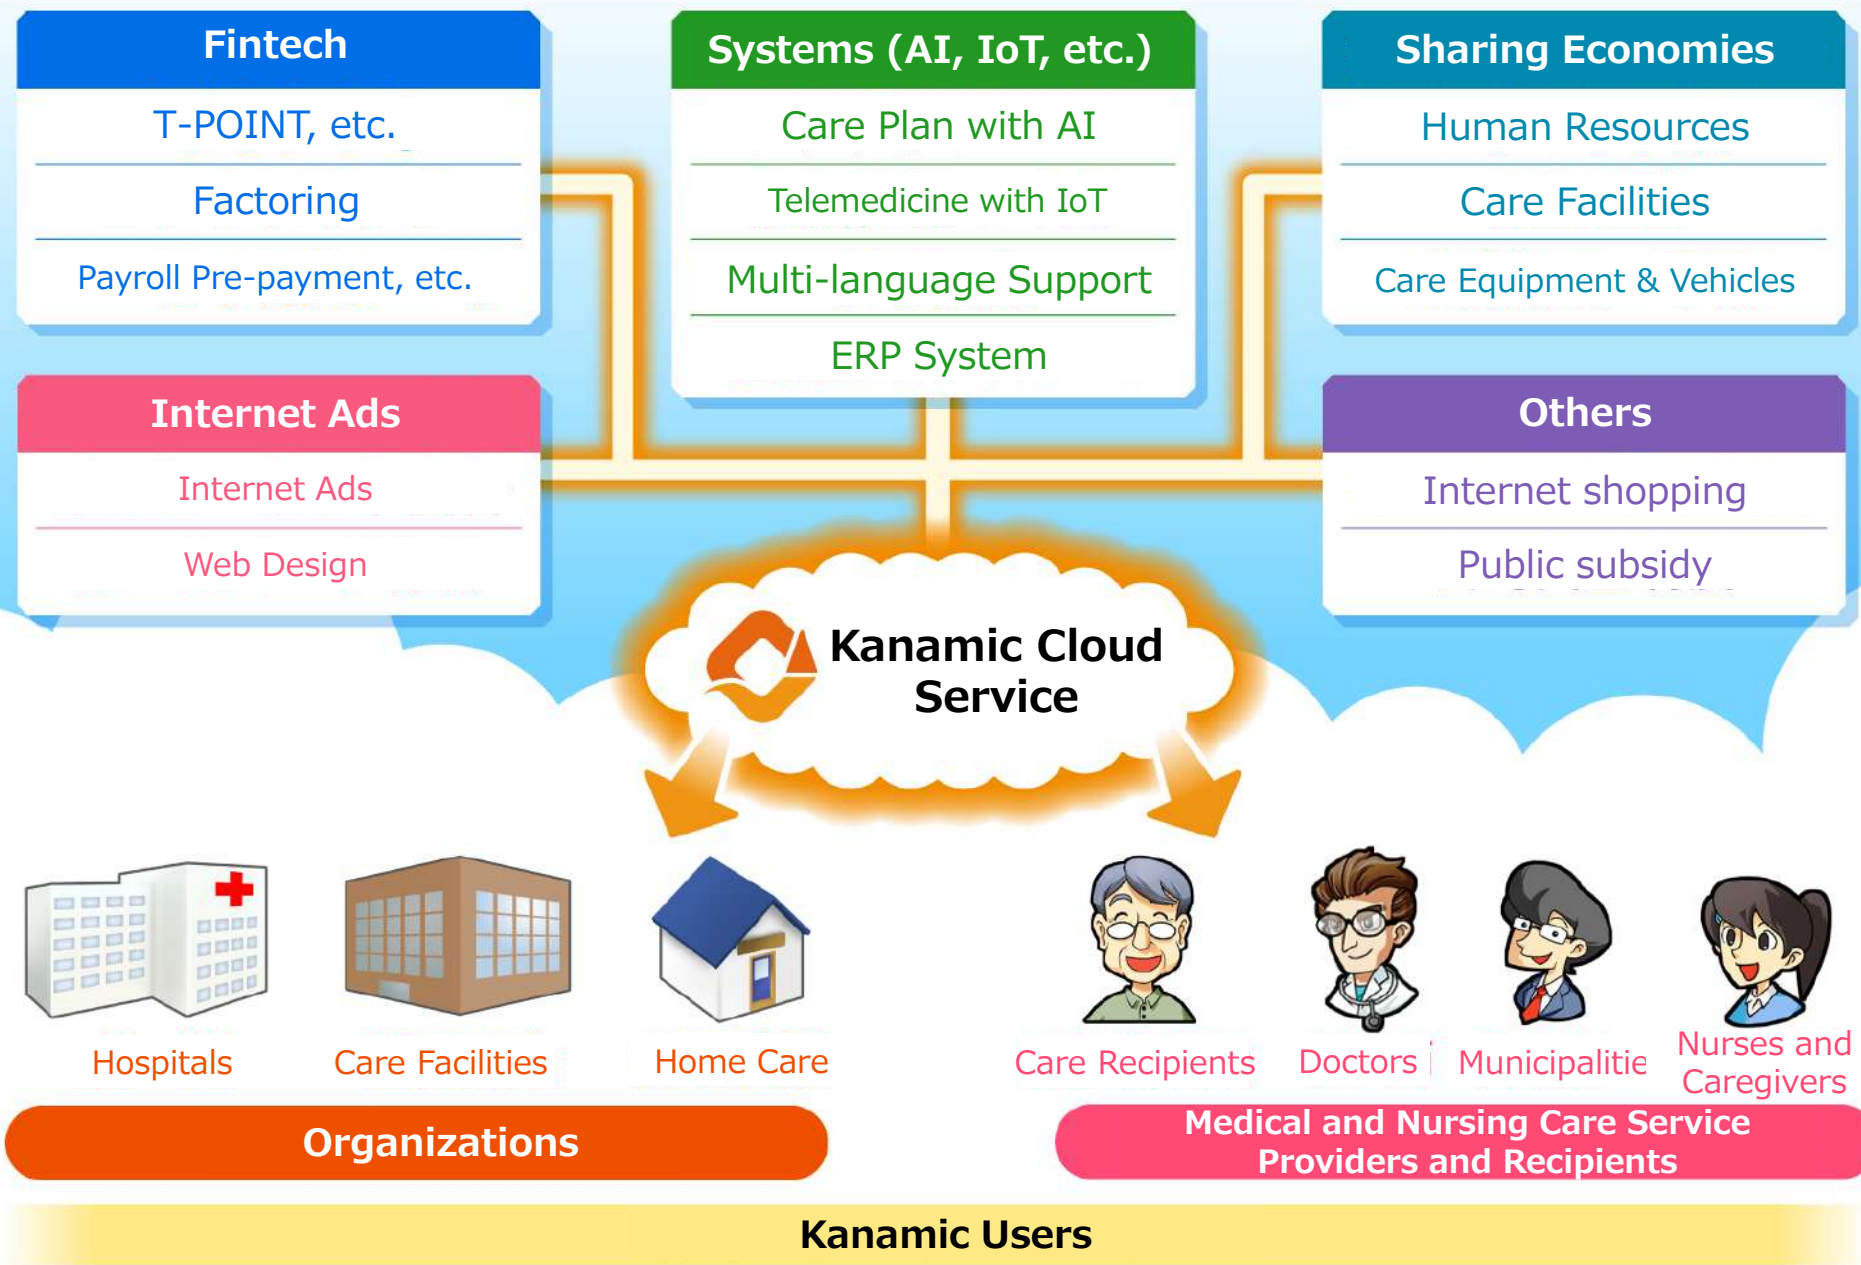 Fintech
T-POINT, etc.
Factoring
Payroll Pre-payment, etc.
Systems (AI, IoT, etc.)
Care Plan with AI
Telemedicine with IoT
Multi-language Support
ERP System
Sharing Economies
Human Resources
Care Facilities
Care Equipment & Vehicles
Internet Ads
Internet Ads
Web Design
Others
Internet shopping
Public subsidy
Kanamic Cloud
Service
Hospitals
Care Facilities
Home Care
Care Recipients
Doctors
Municipalitie
Nurses and
Caregivers
Organizations
Medical and Nursing Care Service
Providers and Recipients
Kanamic Users